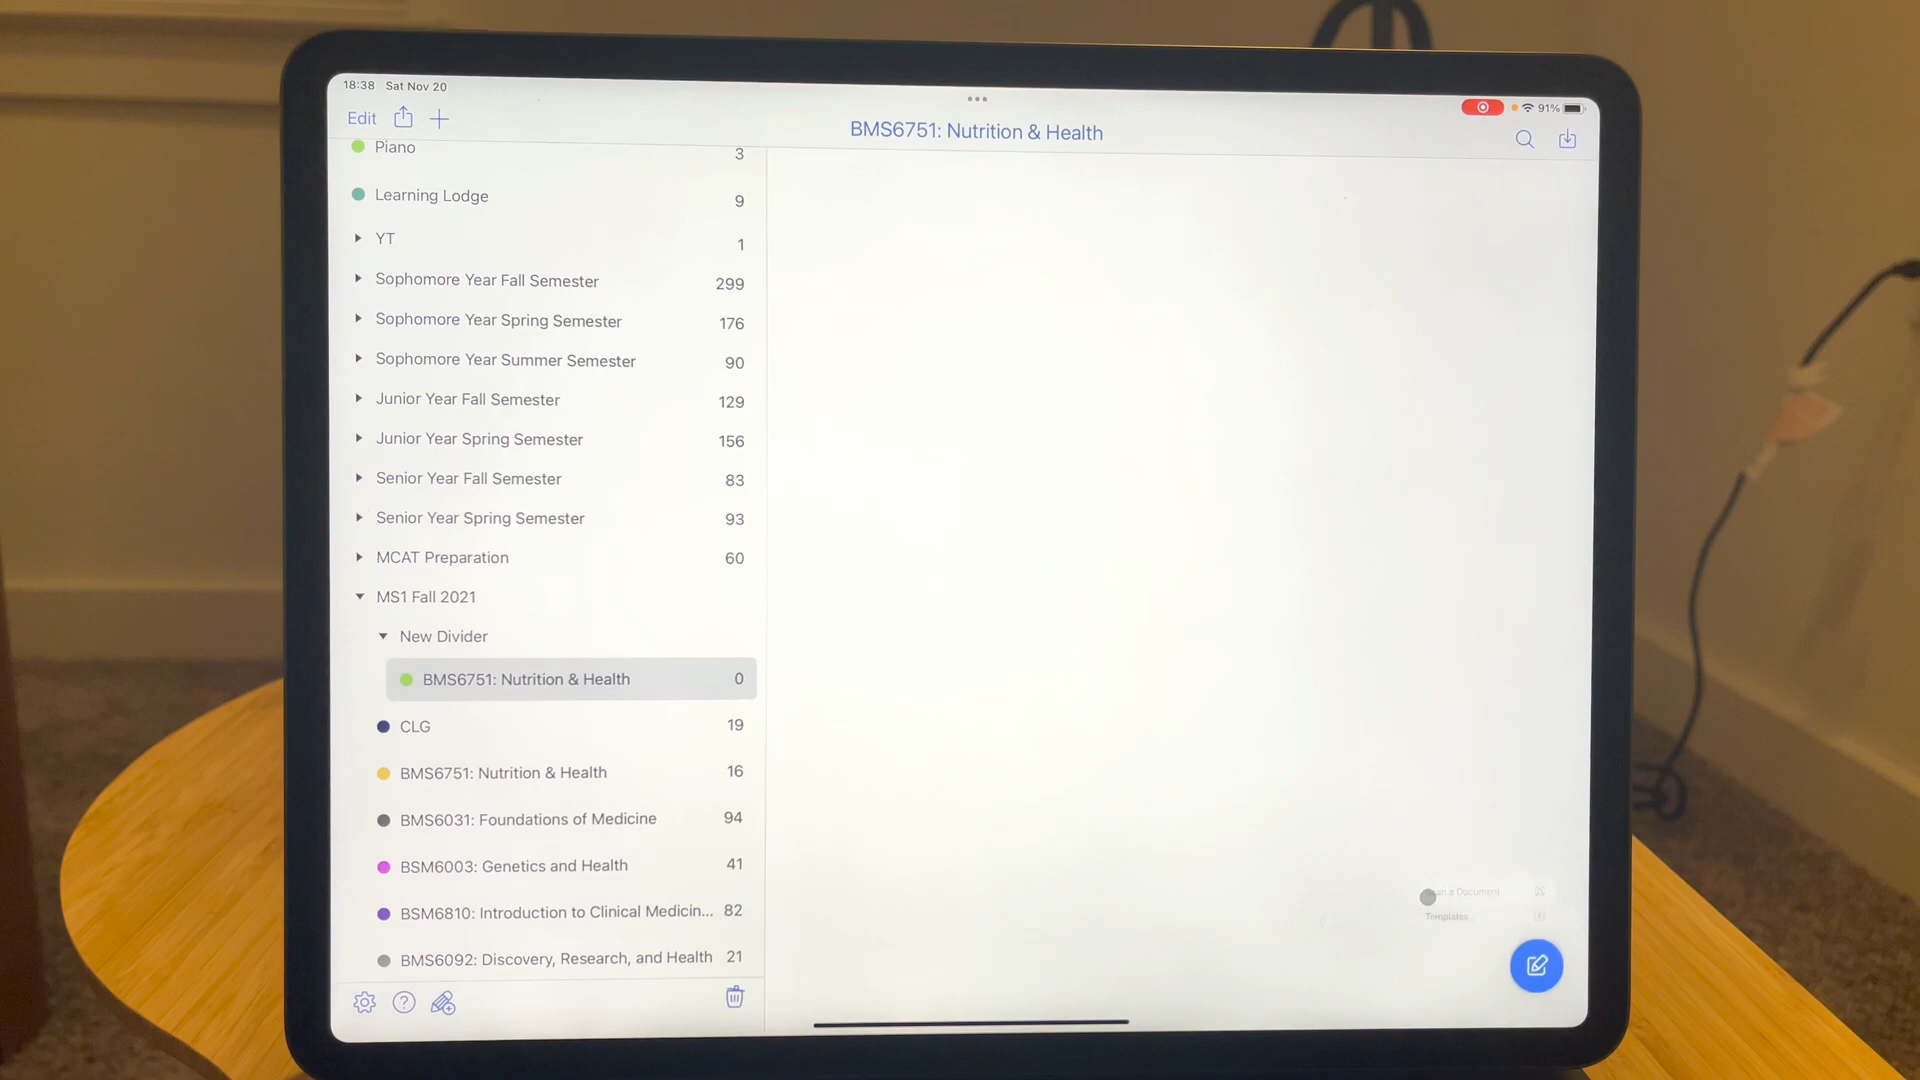 18:38 Sat Nov 20
91%
Edit
BMS6751: Nutrition & Health
Piano 3
Learning Lodge 9
YT 1
Sophomore Year Fall Semester 299
Sophomore Year Spring Semester 176
Sophomore Year Summer Semester 90
Junior Year Fall Semester 129
Junior Year Spring Semester 156
Senior Year Fall Semester 83
Senior Year Spring Semester 93
MCAT Preparation 60
MS1 Fall 2021
New Divider
BMS6751: Nutrition & Health 0
CLG 19
BMS6751: Nutrition & Health 16
BMS6031: Foundations of Medicine 94
BSM6003: Genetics and Health 41
BSM6810: Introduction to Clinical Medicin... 82
BMS6092: Discovery, Research, and Health 21
a Document
Templates